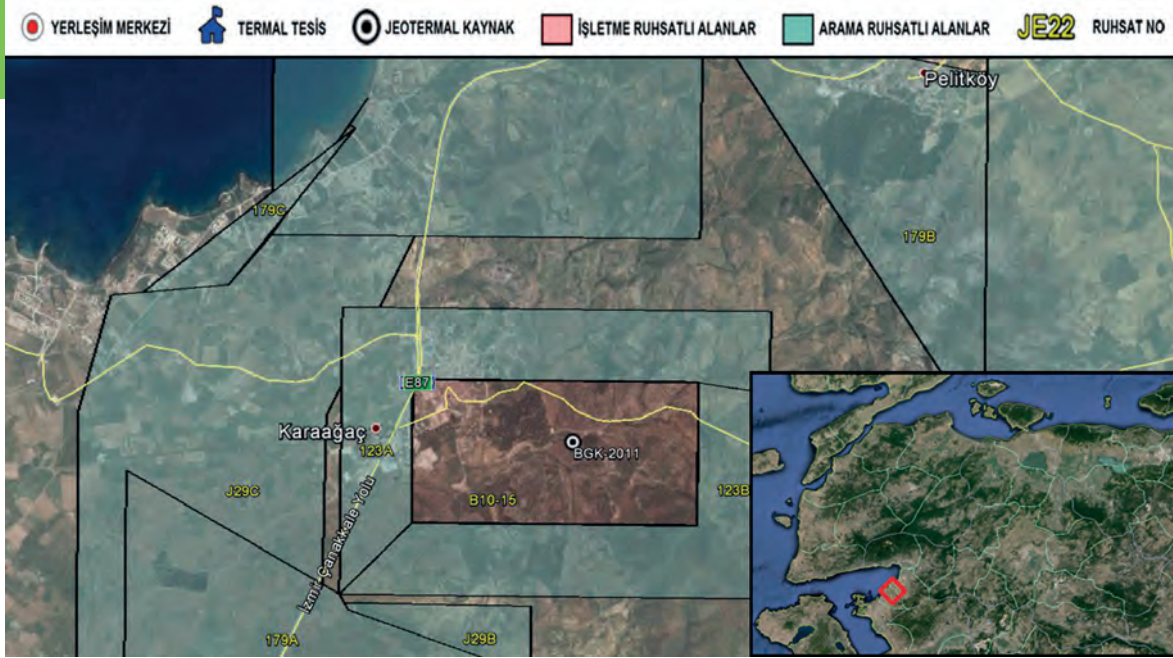 YERLEŞİM MERKEZİ TERMAL TESİS JEOTERMAL KAYNAK İŞLETME RUHSATLI ALANLAR ARAMA RUHSATLI ALANLAR JE22 RUHSAT NO
Pelitköy
179C
179B
E87
Karaağaç
123A
BGK-2011
J29C
B10-15
123B
İzmir Çanakkale Yolu
179A
J29B